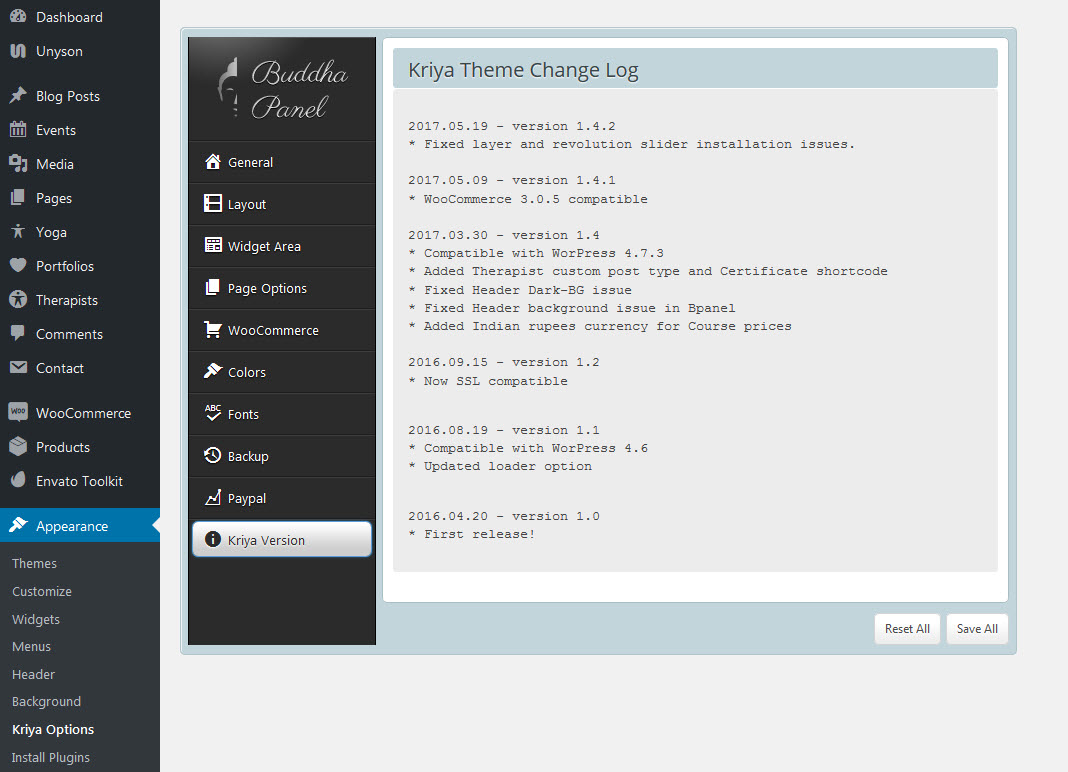 Dashboard
Unyson
Blog Posts
Events
Media
Pages
Yoga
Portfolios
Therapists
Comments
Contact
Woo WooCommerce
Products
Envato Toolkit
Appearance
Themes
Customize
Widgets
Menus
Header
Background
Kriya Options
Install Plugins
Buddha
Panel
General
Layout
Widget Area
Page Options
WooCommerce
Colors
ABC Fonts
Backup
Paypal
Kriya Version
Kriya Theme Change Log
2017.05.19 - version 1.4.2
* Fixed layer and revolution slider installation issues.
2017.05.09 - version 1.4.1
* WooCommerce 3.0.5 compatible
2017.03.30 - version 1.4
* Compatible with WorPress 4.7.3
* Added Therapist custom post type and Certificate shortcode
* Fixed Header Dark-BG issue
* Fixed Header background issue in Bpanel
* Added Indian rupees currency for Course prices
2016.09.15 - version 1.2
* Now SSL compatible
2016.08.19 - version 1.1
* Compatible with WorPress 4.6
* Updated loader option
2016.04.20 - version 1.0
* First release!
Reset All
Save All